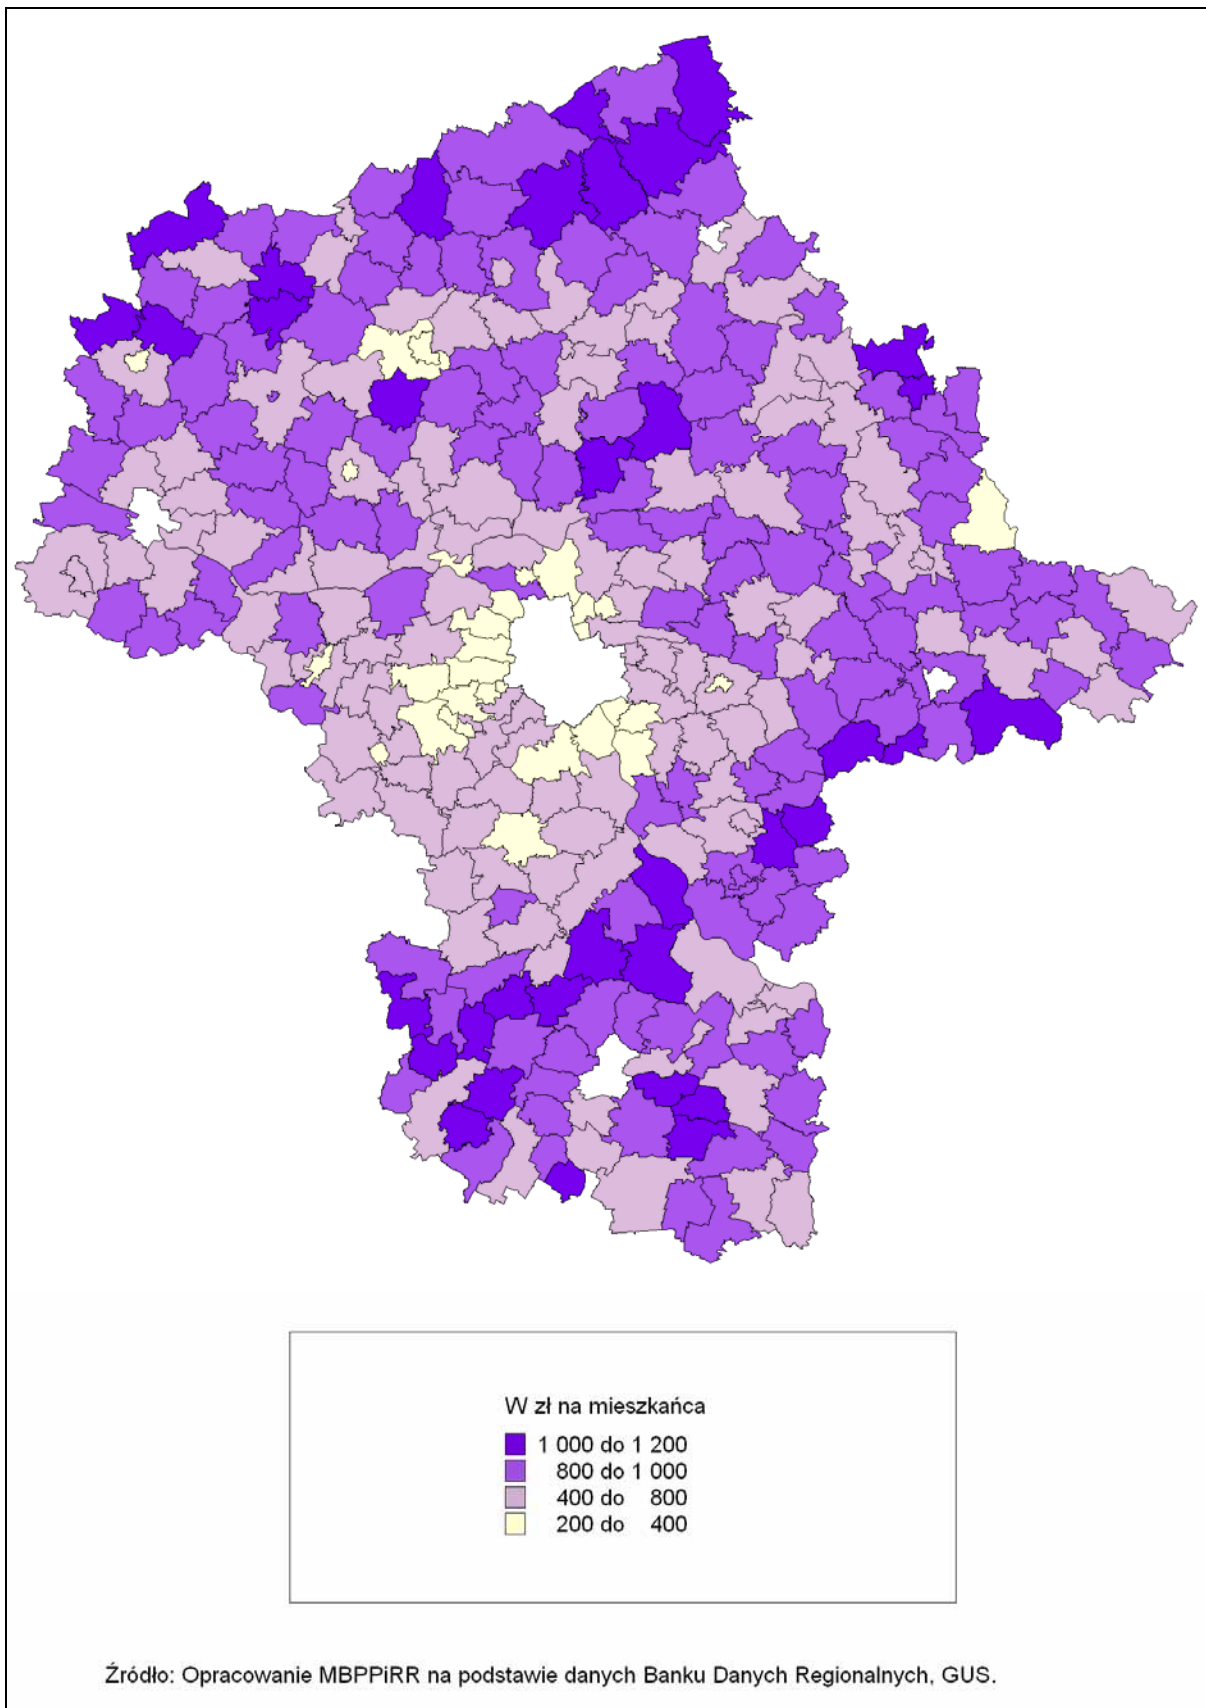 W zł na mieszkańca
1 000 do 1 200
800 do 1 000
400 do 800
200 do 400
Źródło: Opracowanie MBPPiRR na podstawie danych Banku Danych Regionalnych, GUS.